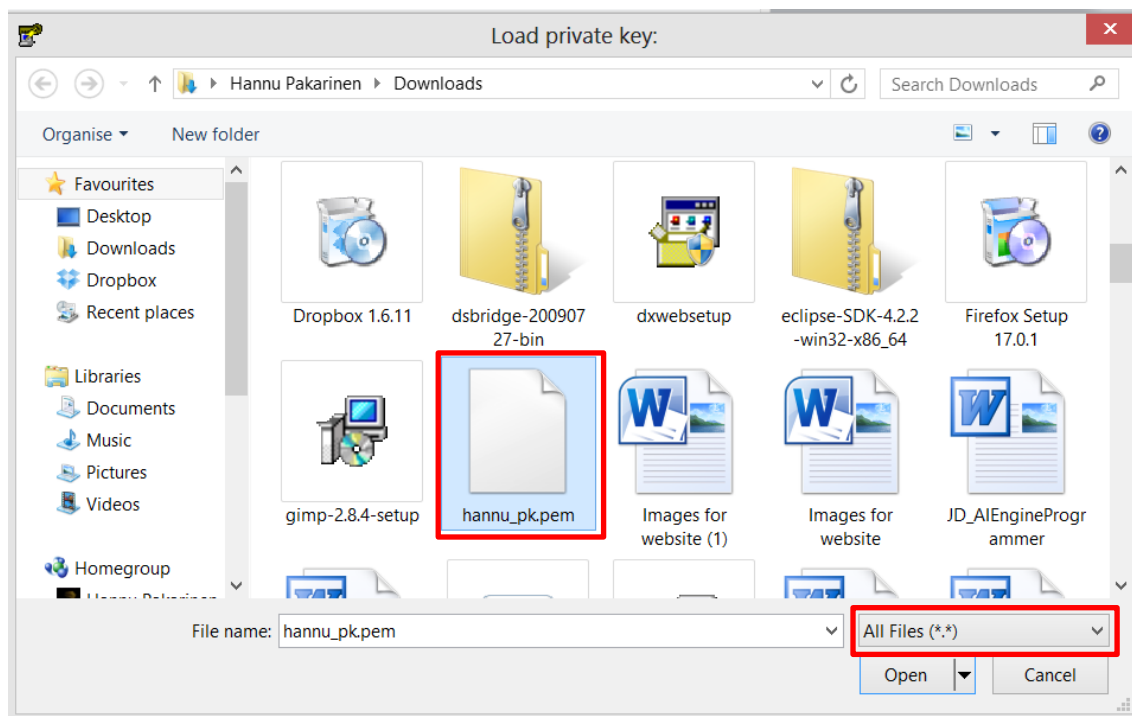 Load private key:
Hannu Pakarinen
Downloads
Search Downloads
Organise
New folder
Favourites
Desktop
Downloads
Dropbox
Recent places
Libraries
Documents
Music
Pictures
Videos
Homegroup
Dropbox 1.6.11
dsbridge-200907
27-bin
dxwebsetup
eclipse-SDK-4.2.2
-win32-x86_64
Firefox Setup
17.0.1
gimp-2.8.4-setup
hannu_pk.pem
Images for
website (1)
Images for
website
JD_AIEngineProgr
ammer
File name:
hannu_pk.pem
All Files (*.*)
Open
Cancel